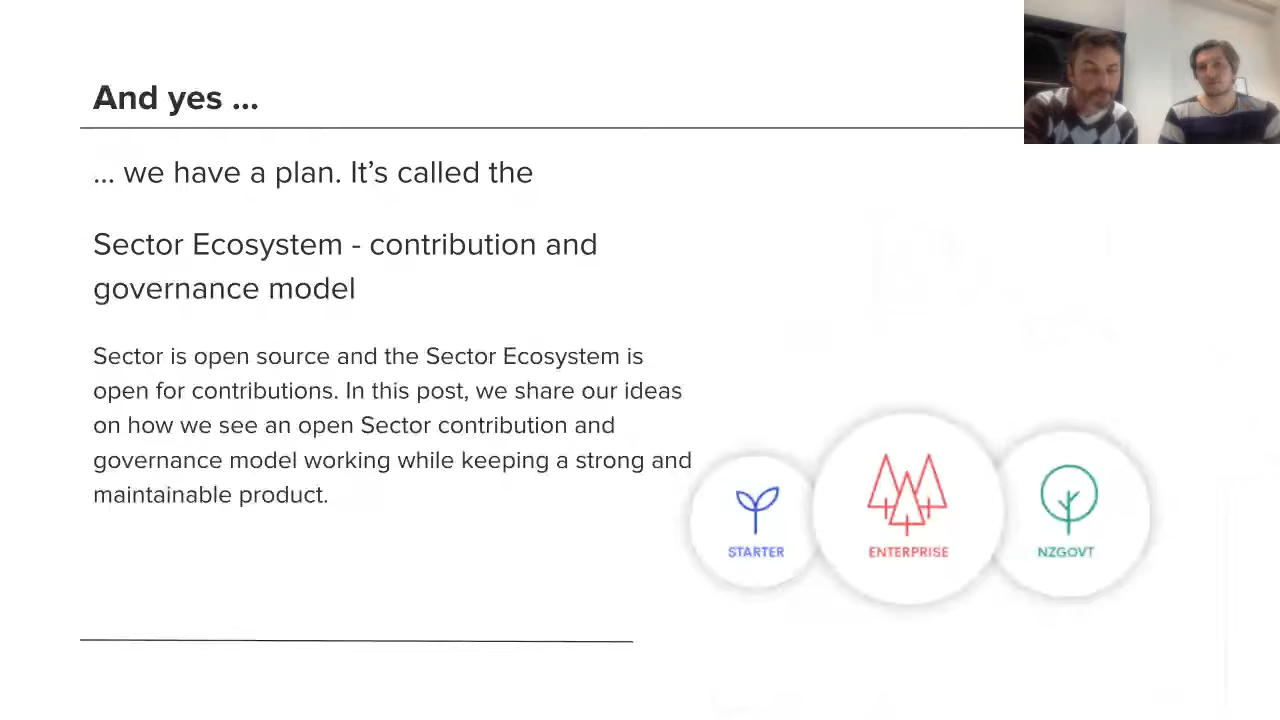 And yes ...
... we have a plan. It’s called the
Sector Ecosystem - contribution and
governance model
Sector is open source and the Sector Ecosystem is
open for contributions. In this post, we share our ideas
on how we see an open Sector contribution and
governance model working while keeping a strong and
maintainable product.
STARTER
ENTERPRISE
NZGOVT